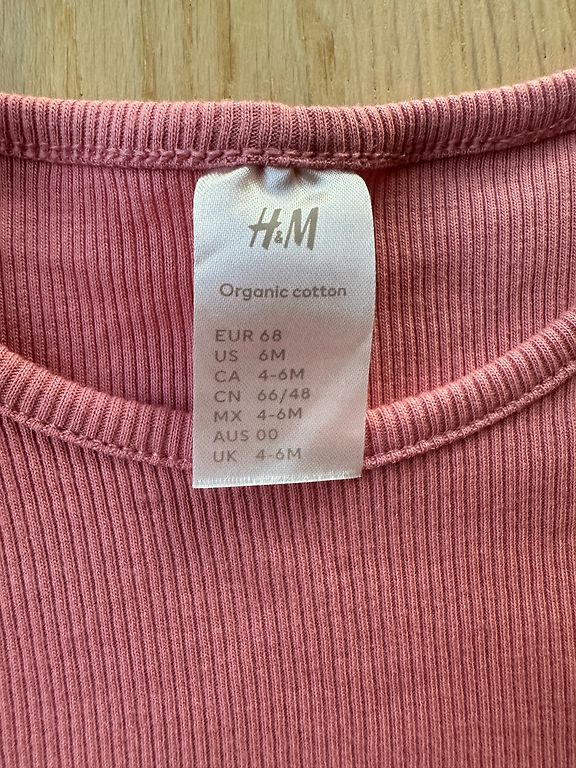 H&M
Organic cotton
EUR 68
US 6M
CA 4-6M
CN 66/48
MX 4-6M
AUS 00
UK 4-6M